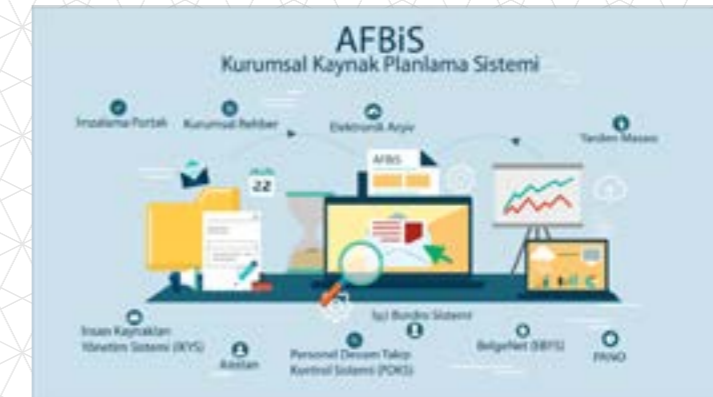 AFBiS
Kurumsal Kaynak Planlama Sistemi
İmzalama Portalı
Kurumsal Rehber
Elektronik Arşiv
Yardım Masası
AFBiS
22
İşçi Bordro Sistemi
İnsan Kaynakları
Yönetim Sistemi (İKYS)
Asistan
Personel Devam Takip
Kontrol Sistemi (PDKS)
BelgeNet (EBYS)
PANO